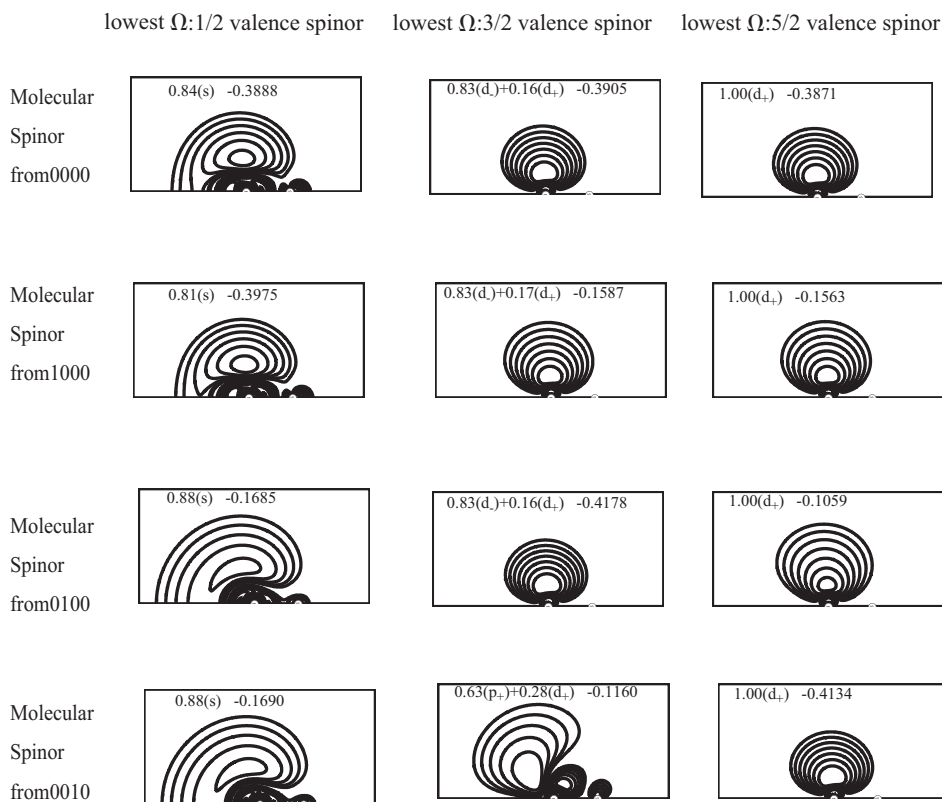 lowest Ω:1/2 valence spinor lowest Ω:3/2 valence spinor lowest Ω:5/2 valence spinor
Molecular
Spinor
from0000
0.84(s) -0.3888
0.83(d-)+0.16(d+) -0.3905
1.00(d+) -0.3871
Molecular
Spinor
from1000
0.81(s) -0.3975
0.83(d-)+0.17(d+) -0.1587
1.00(d+) -0.1563
Molecular
Spinor
from0100
0.88(s) -0.1685
0.83(d-)+0.16(d+) -0.4178
1.00(d+) -0.1059
Molecular
Spinor
from0010
0.88(s) -0.1690
0.63(p+)+0.28(d+) -0.1160
1.00(d+) -0.4134